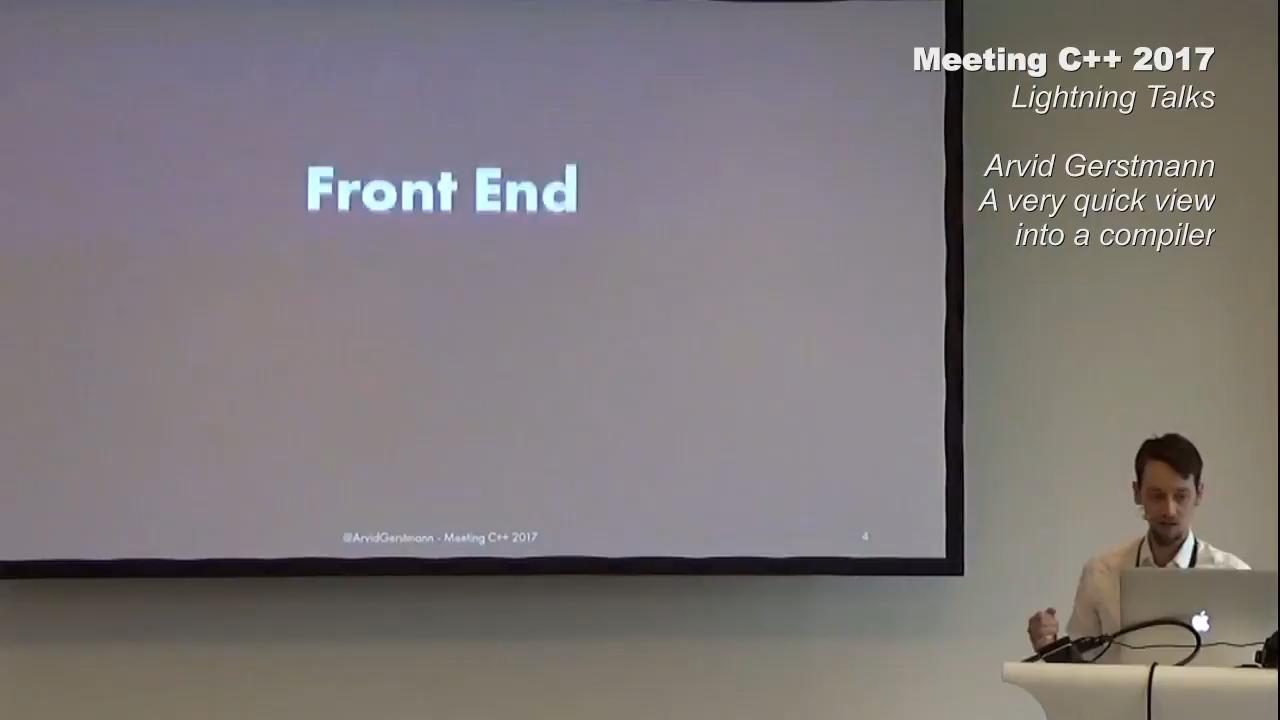 Meeting C++ 2017
Lightning Talks
Arvid Gerstmann
A very quick view
into a compiler
Front End
@ArvidGerstmann - Meeting C++ 2017
4